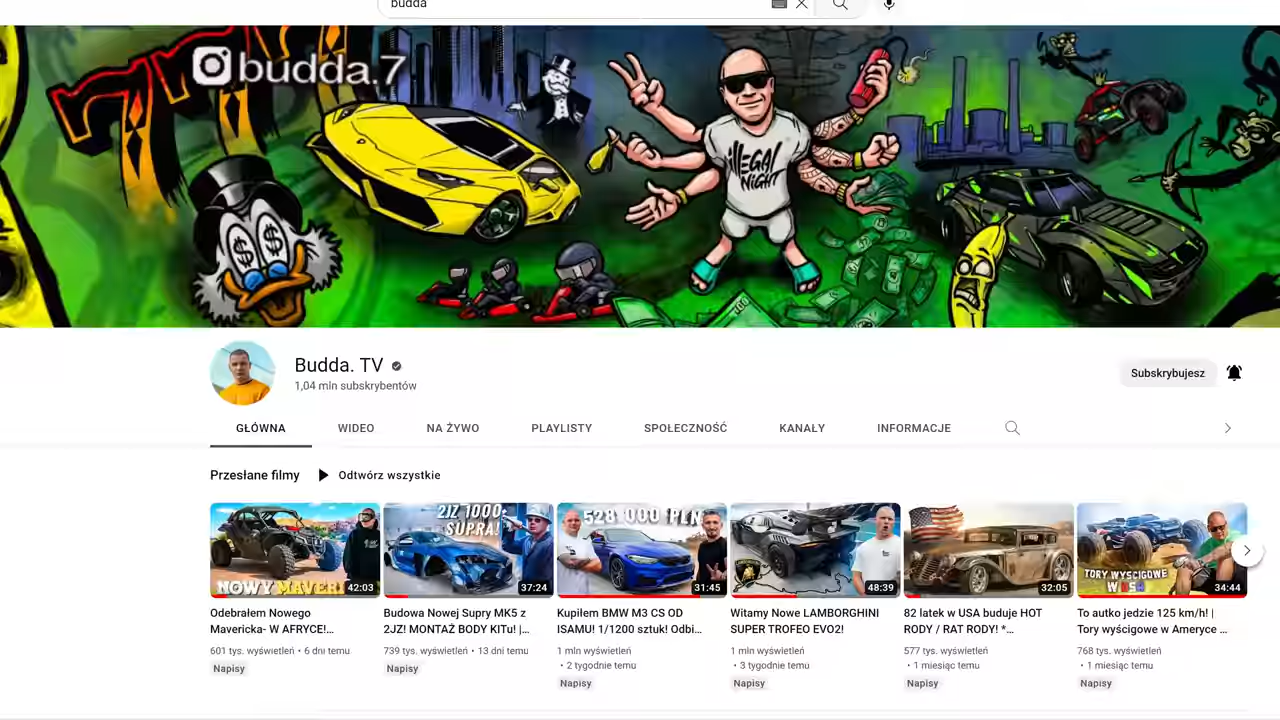 budda
budda.7
777
ILLEGAL
NIGHT
100
Budda. TV
1,04 mln subskrybentów
Subskrybujesz
GŁÓWNA
WIDEO
NA ŻYWO
PLAYLISTY
SPOŁECZNOŚĆ
KANAŁY
INFORMACJE
Przesłane filmy
Odtwórz wszystkie
NOWY MAVERI
42:03
Odebrałem Nowego
Mavericka- W AFRYCE!...
601 tys. wyświetleń • 6 dni temu
Napisy
2JZ 1000+
SUPRA!
37:24
Budowa Nowej Supry MK5 z
2JZ! MONTAŻ BODY KITu! |...
739 tys. wyświetleń • 13 dni temu
Napisy
528 000 PLN
31:45
Kupiłem BMW M3 CS OD
ISAMU! 1/1200 sztuk! Odbi...
1 mln wyświetleń
• 2 tygodnie temu
Napisy
48:39
Witamy Nowe LAMBORGHINI
SUPER TROFEO EVO2!
1 mln wyświetleń
• 3 tygodnie temu
Napisy
32:05
82 latek w USA buduje HOT
RODY / RAT RODY! *...
577 tys. wyświetleń
• 1 miesiąc temu
Napisy
TORY WYŚCIGOWE
W USA
34:44
To autko jedzie 125 km/h! |
Tory wyścigowe w Ameryce ...
768 tys. wyświetleń
• 1 miesiąc temu
Napisy